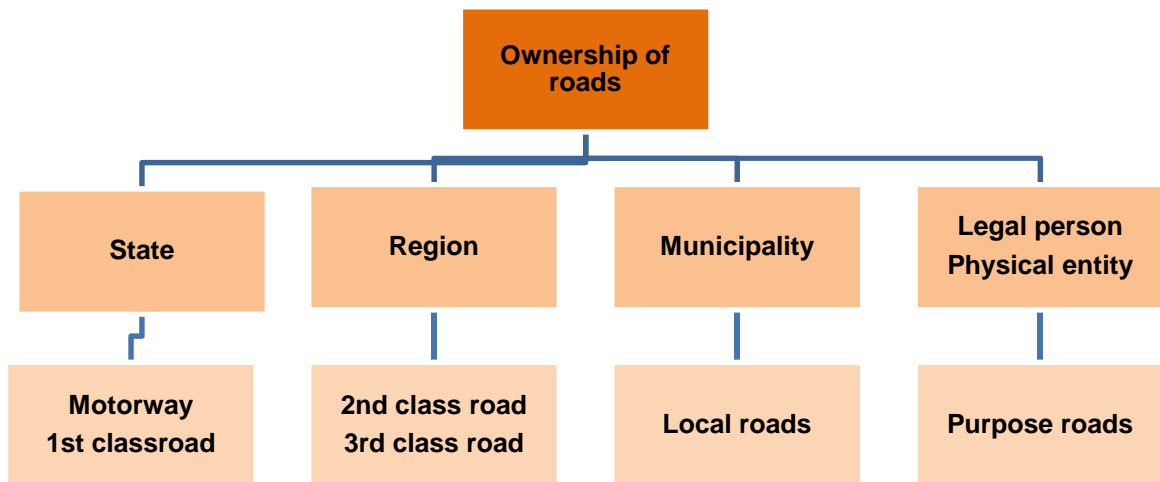 Ownership of
roads
State
Region
Municipality
Legal person
Physical entity
Motorway
1st classroad
2nd class road
3rd class road
Local roads
Purpose roads